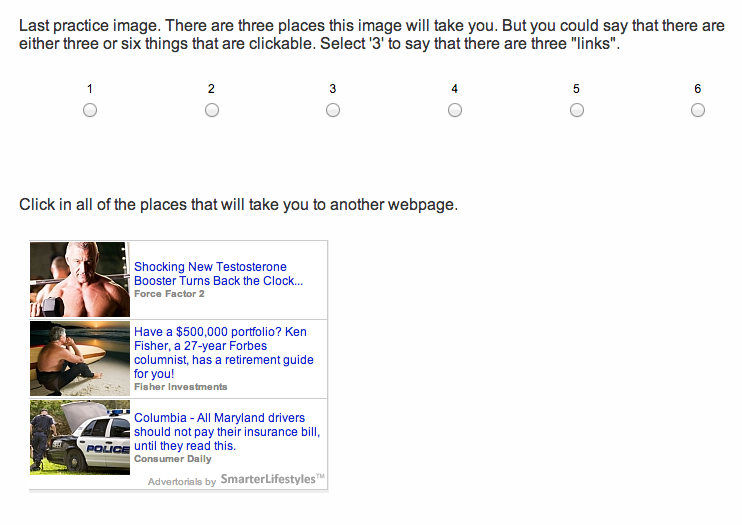 Last practice image. There are three places this image will take you. But you could say that there are
either three or six things that are clickable. Select '3' to say that there are three "links".
1 2 3 4 5 6
Click in all of the places that will take you to another webpage.
Shocking New Testosterone
Booster Turns Back the Clock...
Force Factor 2
Have a $500,000 portfolio? Ken
Fisher, a 27-year Forbes
columnist, has a retirement guide
for you!
Fisher Investments
Columbia - All Maryland drivers
should not pay their insurance bill,
until they read this.
Consumer Daily
POLICE
Advertorials by SmarterLifestyles™